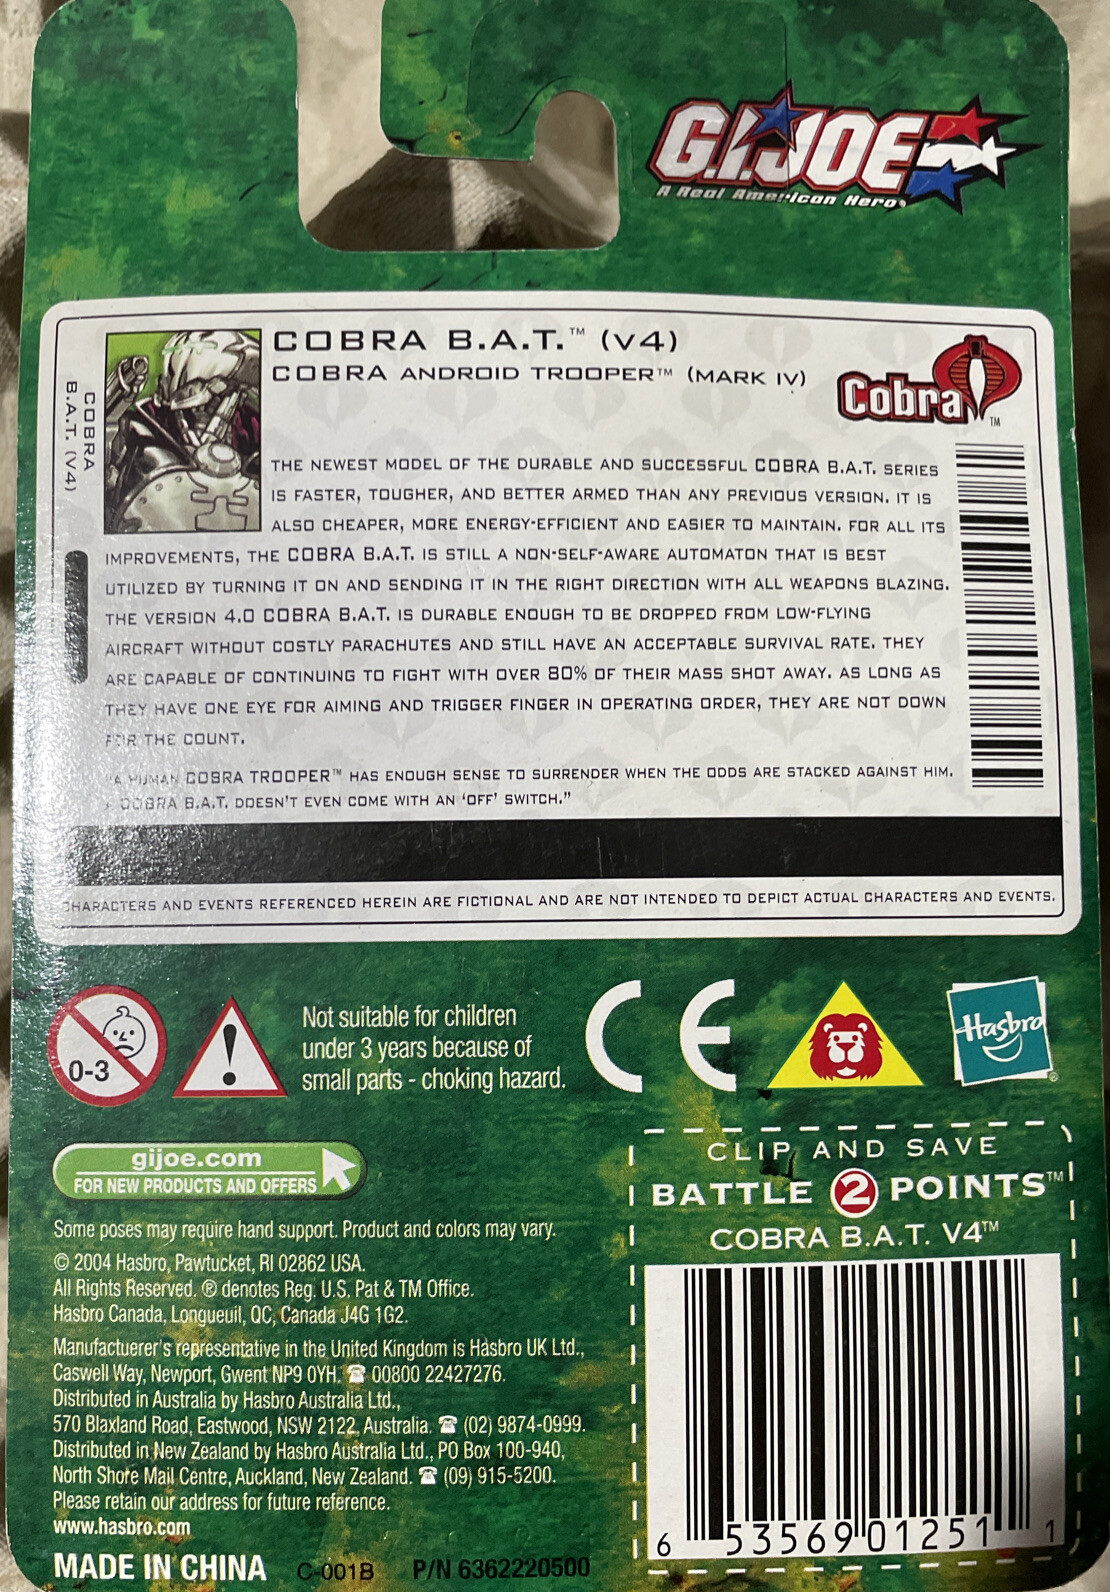 G.I.JOE
A Real American Hero®
COBRA B.A.T.™ (V4)
COBRA ANDROID TROOPER™ (MARK IV)
Cobra™
COBRA
B.A.T. (V4)
THE NEWEST MODEL OF THE DURABLE AND SUCCESSFUL COBRA B.A.T. SERIES
IS FASTER, TOUGHER, AND BETTER ARMED THAN ANY PREVIOUS VERSION. IT IS
ALSO CHEAPER, MORE ENERGY-EFFICIENT AND EASIER TO MAINTAIN. FOR ALL ITS
IMPROVEMENTS, THE COBRA B.A.T. IS STILL A NON-SELF-AWARE AUTOMATON THAT IS BEST
UTILIZED BY TURNING IT ON AND SENDING IT IN THE RIGHT DIRECTION WITH ALL WEAPONS BLAZING.
THE VERSION 4.0 COBRA B.A.T. IS DURABLE ENOUGH TO BE DROPPED FROM LOW-FLYING
AIRCRAFT WITHOUT COSTLY PARACHUTES AND STILL HAVE AN ACCEPTABLE SURVIVAL RATE. THEY
ARE CAPABLE OF CONTINUING TO FIGHT WITH OVER 80% OF THEIR MASS SHOT AWAY. AS LONG AS
THEY HAVE ONE EYE FOR AIMING AND TRIGGER FINGER IN OPERATING ORDER, THEY ARE NOT DOWN
FOR THE COUNT.
"A HUMAN COBRA TROOPER™ HAS ENOUGH SENSE TO SURRENDER WHEN THE ODDS ARE STACKED AGAINST HIM.
A COBRA B.A.T. DOESN'T EVEN COME WITH AN 'OFF' SWITCH."
CHARACTERS AND EVENTS REFERENCED HEREIN ARE FICTIONAL AND ARE NOT INTENDED TO DEPICT ACTUAL CHARACTERS AND EVENTS.
0-3
Not suitable for children
under 3 years because of
small parts - choking hazard.
CE
Hasbro®
gijoe.com
FOR NEW PRODUCTS AND OFFERS
Some poses may require hand support. Product and colors may vary.
© 2004 Hasbro, Pawtucket, RI 02862 USA.
All Rights Reserved. ® denotes Reg. U.S. Pat & TM Office.
Hasbro Canada, Longueuil, QC, Canada J4G 1G2.
Manufactuerer's representative in the United Kingdom is Hasbro UK Ltd.,
Caswell Way, Newport, Gwent NP9 0YH. ☎ 00800 22427276.
Distributed in Australia by Hasbro Australia Ltd.,
570 Blaxland Road, Eastwood, NSW 2122, Australia. ☎ (02) 9874-0999.
Distributed in New Zealand by Hasbro Australia Ltd., PO Box 100-940,
North Shore Mail Centre, Auckland, New Zealand. ☎ (09) 915-5200.
Please retain our address for future reference.
www.hasbro.com
MADE IN CHINA C-001B P/N 6362220500
CLIP AND SAVE
BATTLE 2 POINTS™
COBRA B.A.T. V4™
6 53569 01251 1